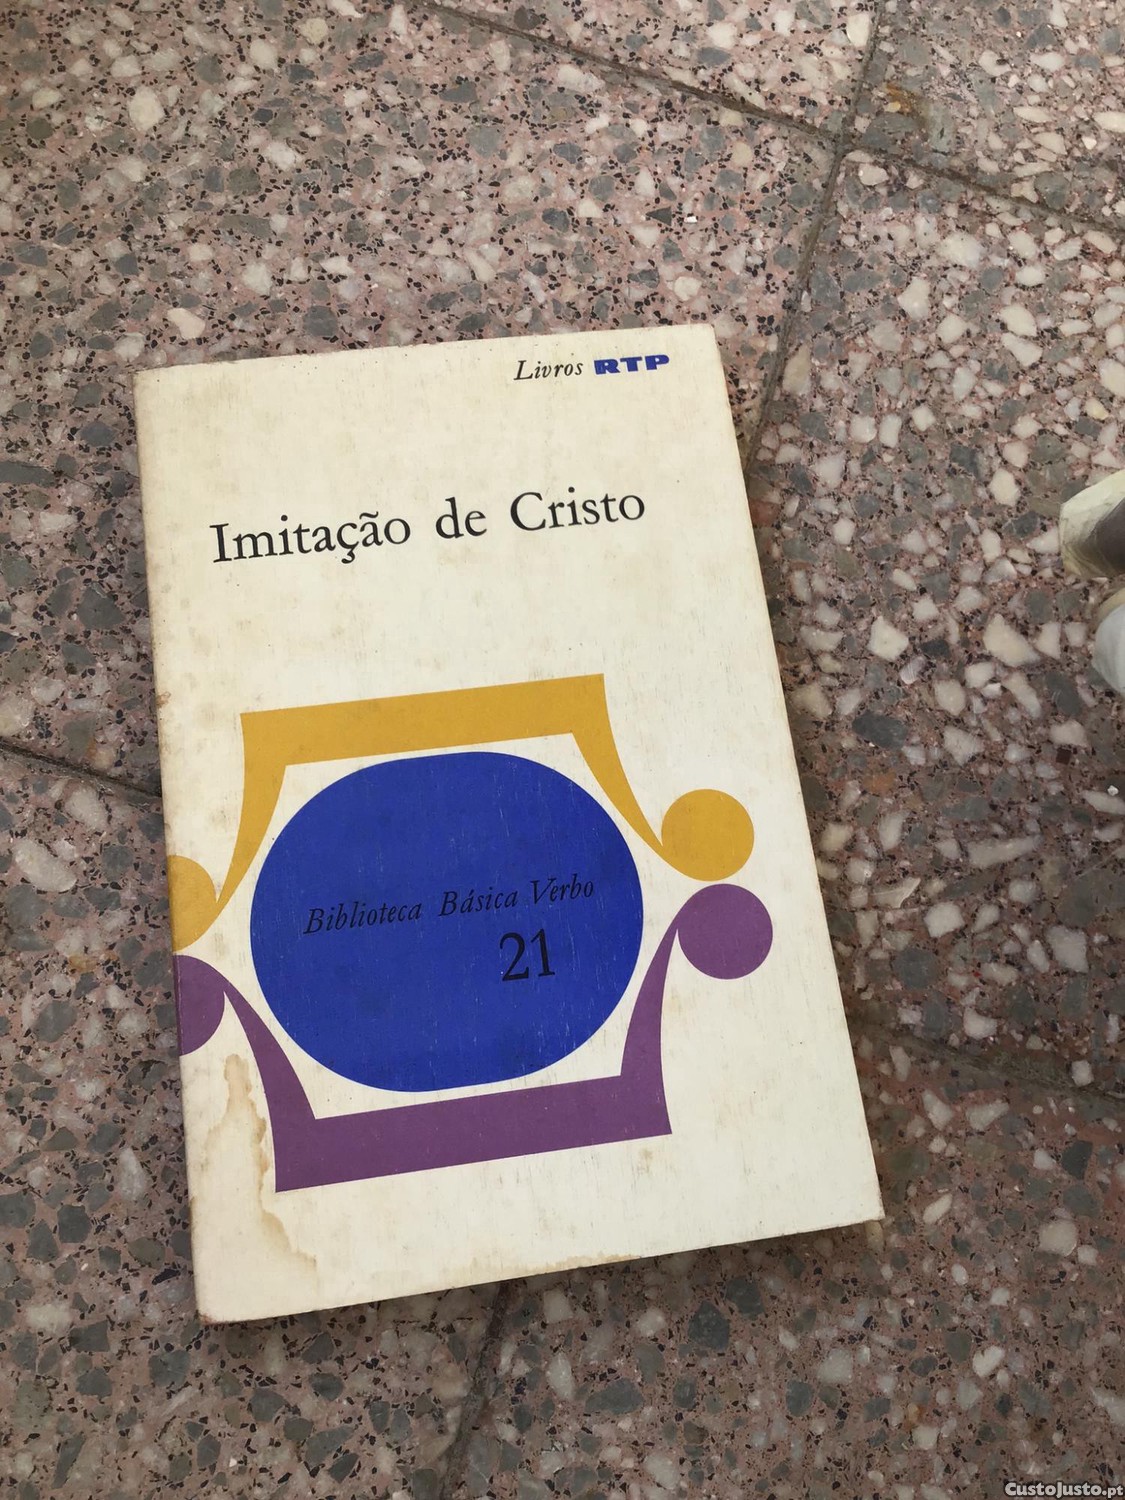 Livros RTP
Imitação de Cristo
Biblioteca Básica Verbo
21
CustoJusto.pt